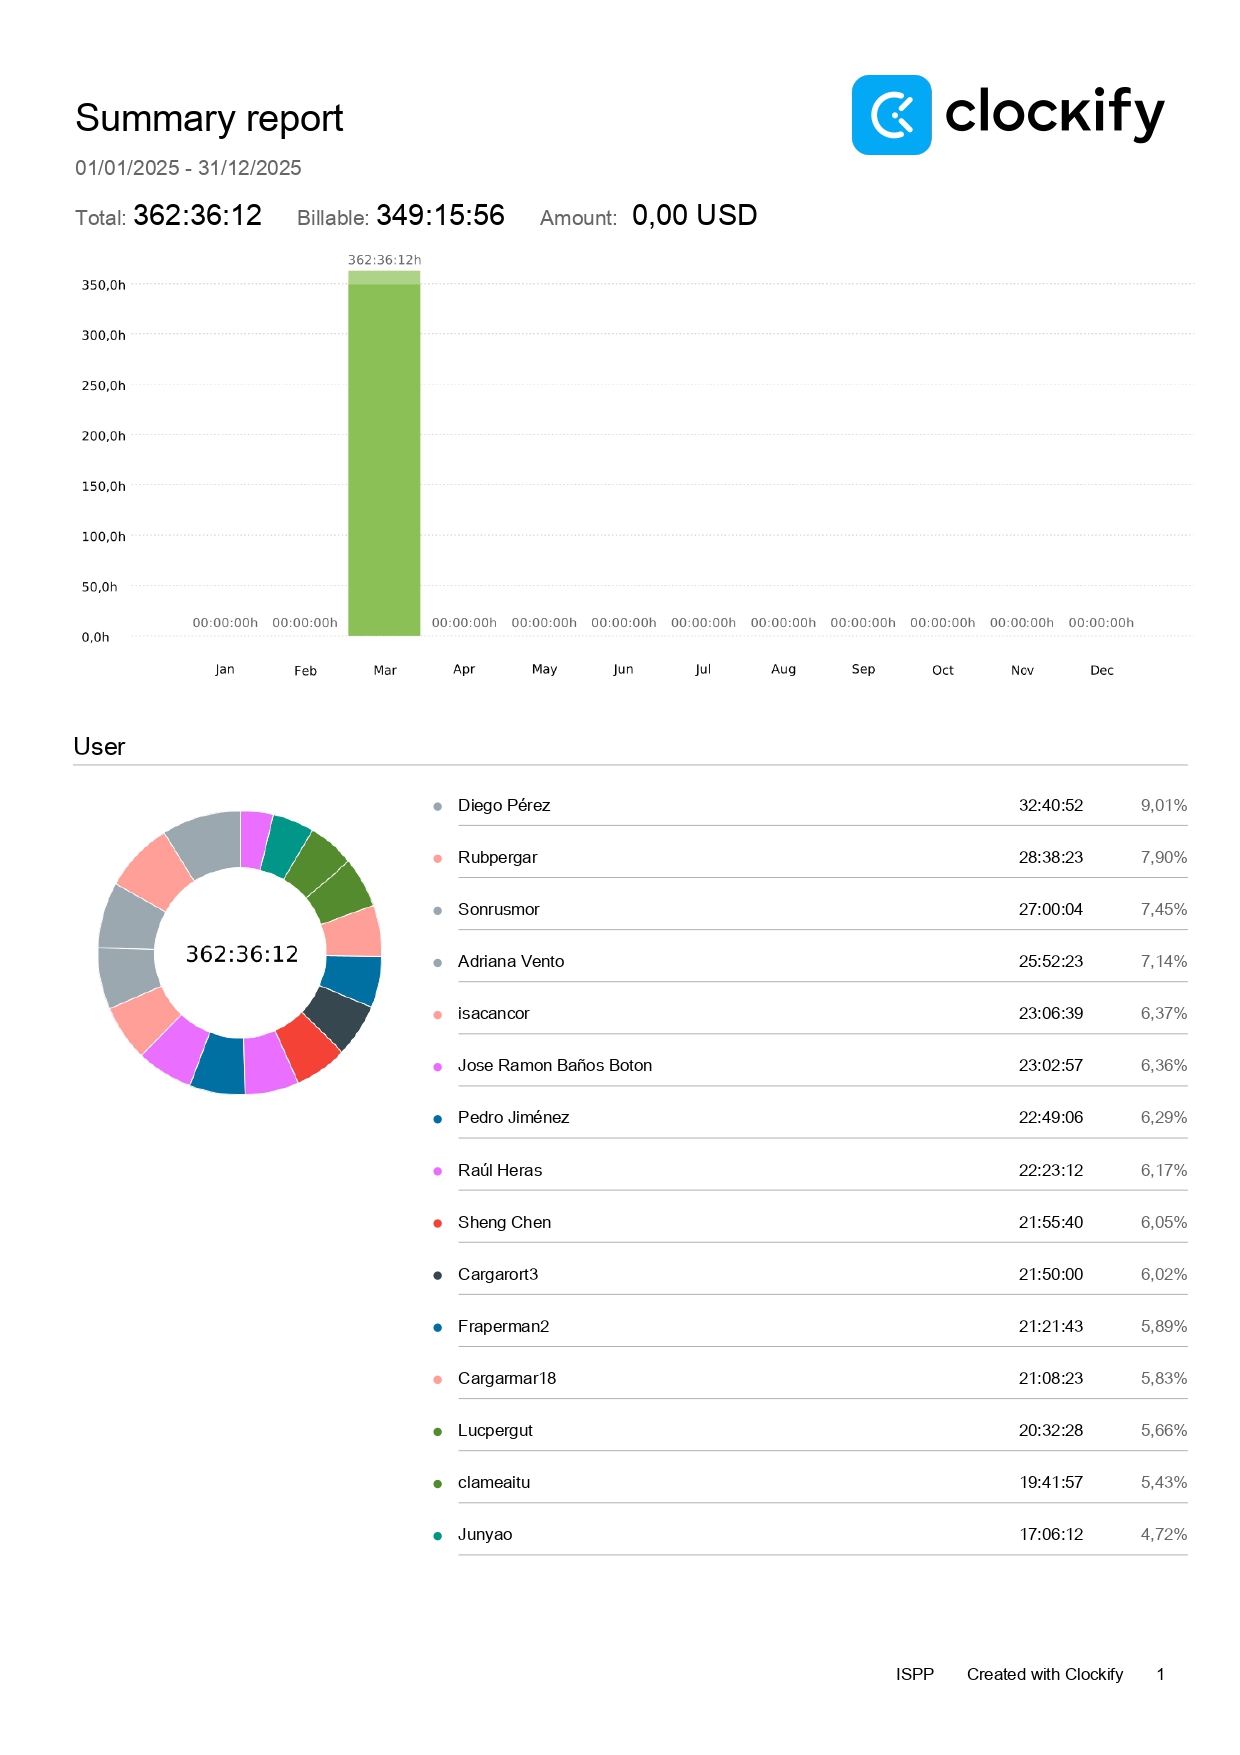 Summary report
clockify
01/01/2025 - 31/12/2025
Total: 362:36:12 Billable: 349:15:56 Amount: 0,00 USD
362:36:12h
350,0h
300,0h
250,0h
200,0h
150,0h
100,0h
50,0h
00:00:00h 00:00:00h 00:00:00h 00:00:00h 00:00:00h 00:00:00h 00:00:00h 00:00:00h 00:00:00h 00:00:00h 00:00:00h
0,0h
Jan Feb Mar Apr May Jun Jul Aug Sep Oct Nov Dec
User
362:36:12
Diego Pérez 32:40:52 9,01%
Rubpergar 28:38:23 7,90%
Sonrusmor 27:00:04 7,45%
Adriana Vento 25:52:23 7,14%
isacancor 23:06:39 6,37%
Jose Ramon Baños Boton 23:02:57 6,36%
Pedro Jiménez 22:49:06 6,29%
Raúl Heras 22:23:12 6,17%
Sheng Chen 21:55:40 6,05%
Cargarort3 21:50:00 6,02%
Fraperman2 21:21:43 5,89%
Cargarmar18 21:08:23 5,83%
Lucpergut 20:32:28 5,66%
clameaitu 19:41:57 5,43%
Junyao 17:06:12 4,72%
ISPP Created with Clockify 1